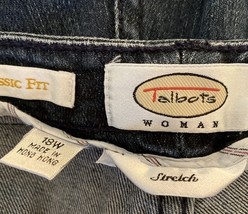 ssic Fit
Talbots
WOMAN
18W
MADE IN
HONG KONG
Stretch